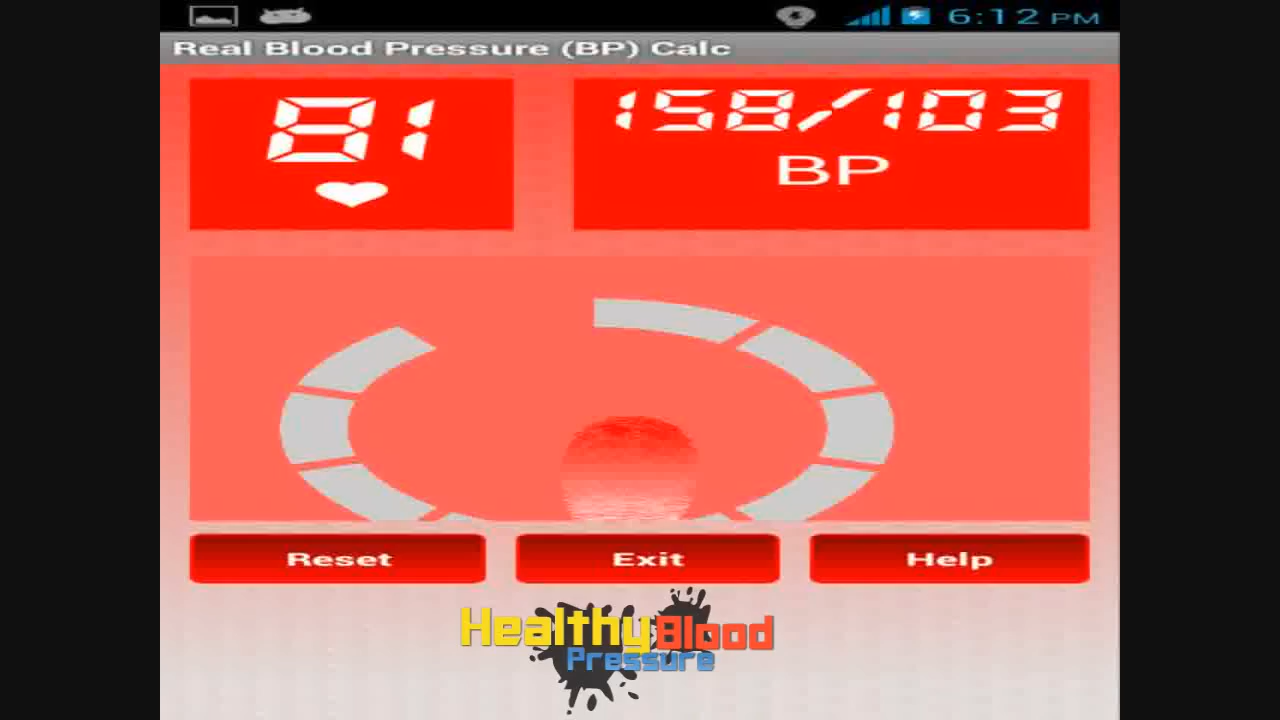 6:12 PM
Real Blood Pressure (BP) Calc
81
158/103
BP
Reset
Exit
Help
Healthy Blood
Pressure